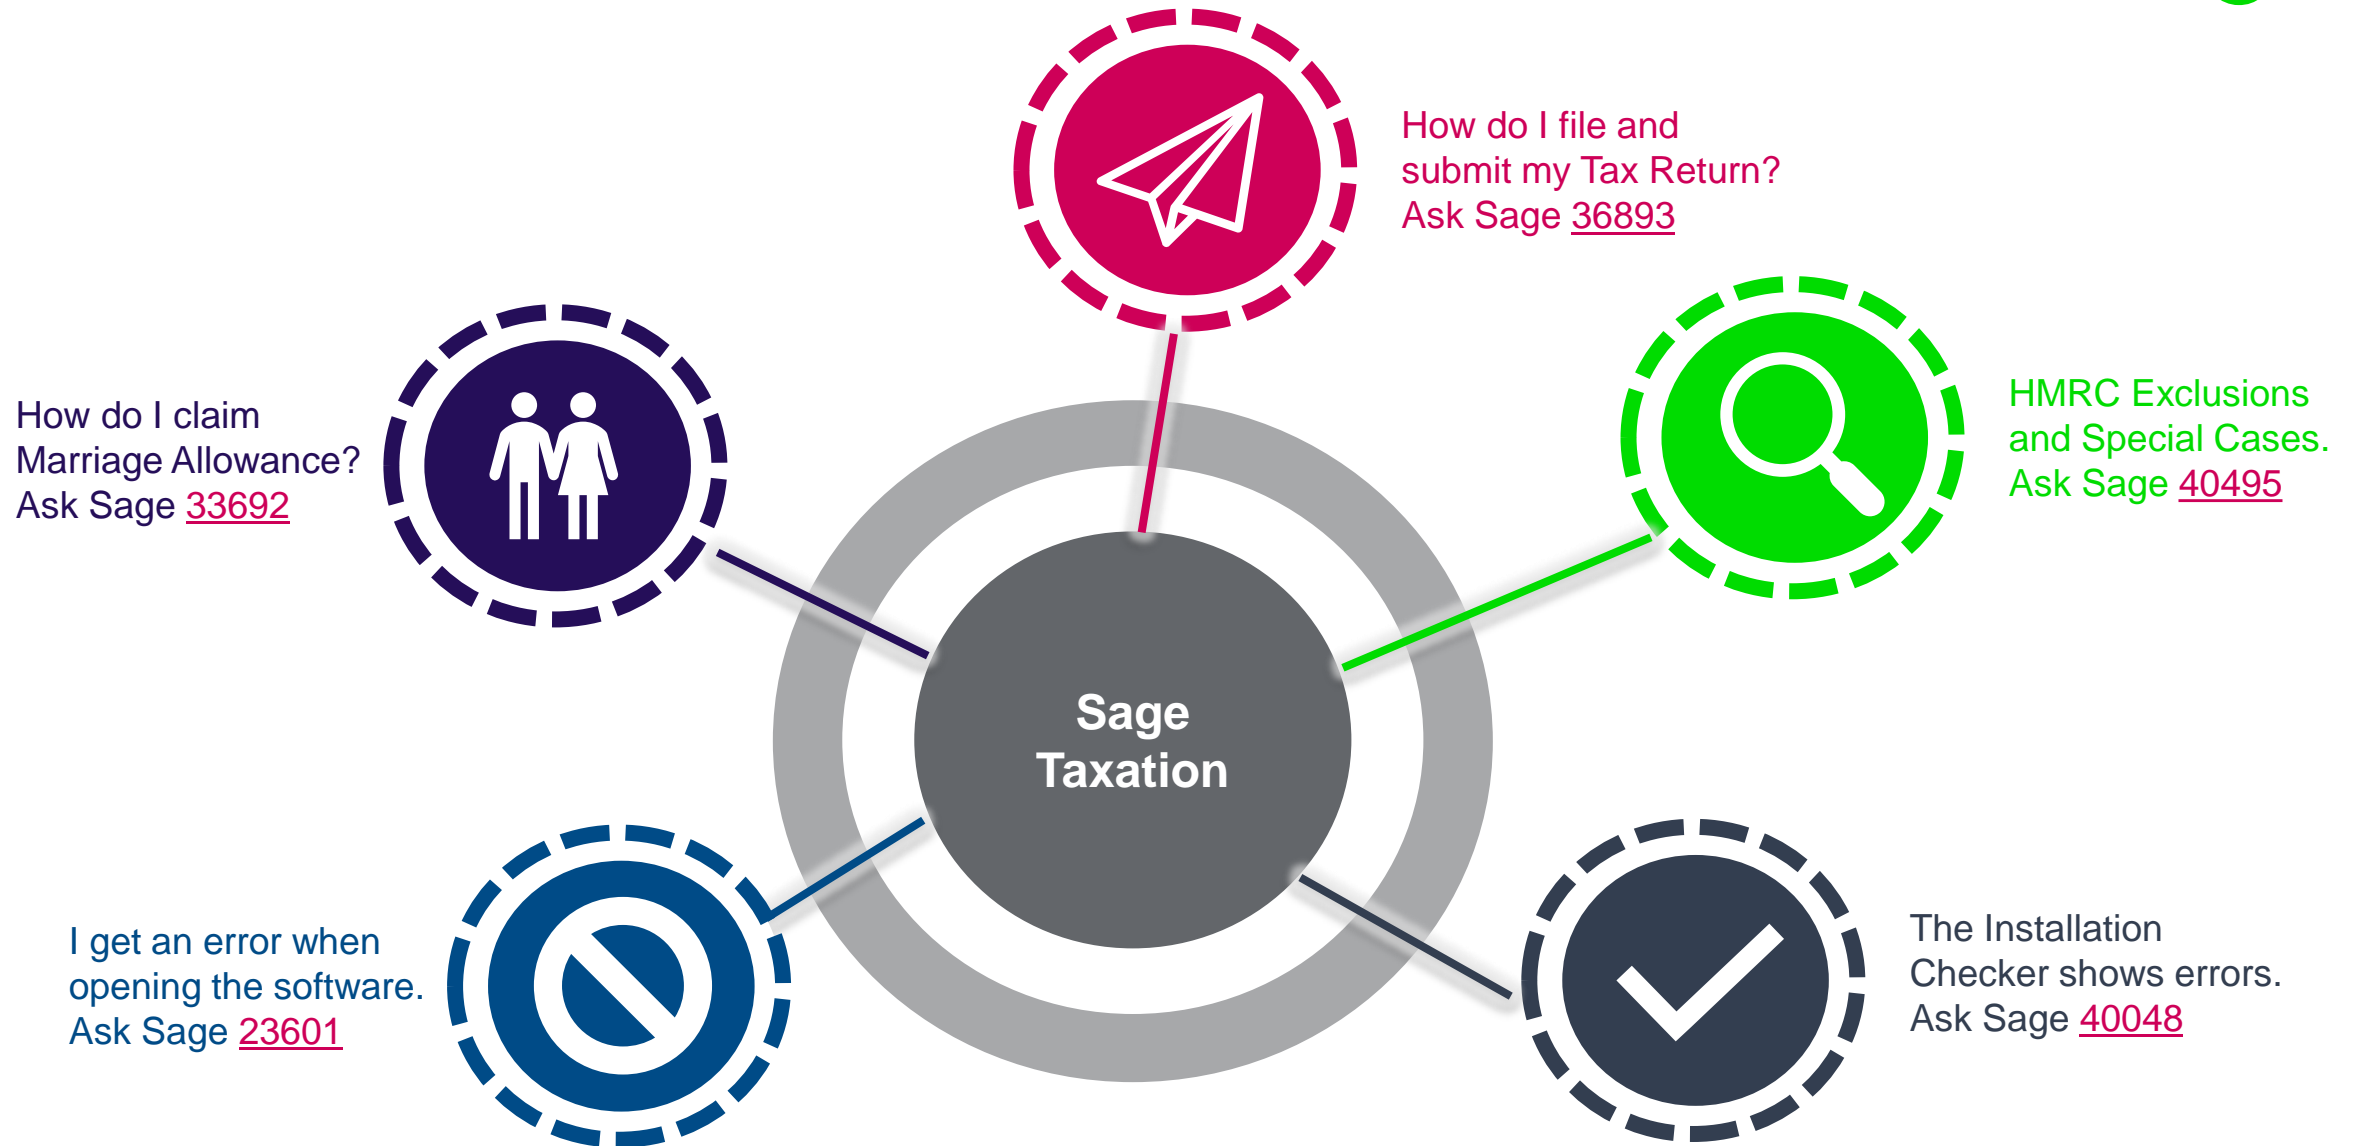 How do I file and
submit my Tax Return?
Ask Sage 36893
How do I claim
Marriage Allowance?
Ask Sage 33692
HMRC Exclusions
and Special Cases.
Ask Sage 40495
Sage
Taxation
I get an error when
opening the software.
Ask Sage 23601
The Installation
Checker shows errors.
Ask Sage 40048